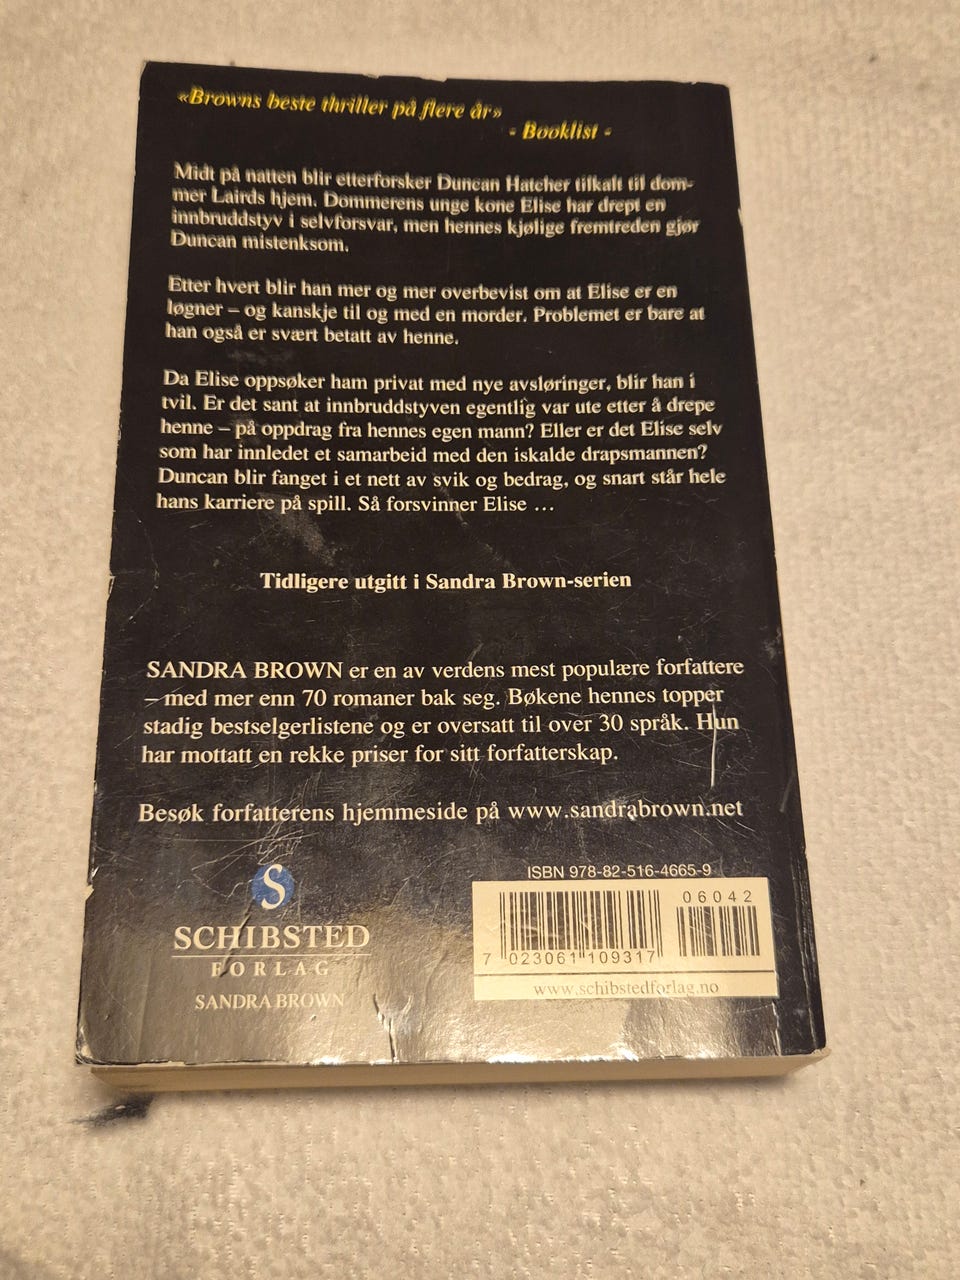 «Browns beste thriller på flere år»
- Booklist -
Midt på natten blir etterforsker Duncan Hatcher tilkalt til dom-
mer Lairds hjem. Dommerens unge kone Elise har drept en
innbruddstyv i selvforsvar, men hennes kjølige fremtreden gjør
Duncan mistenksom.
Etter hvert blir han mer og mer overbevist om at Elise er en
løgner – og kanskje til og med en morder. Problemet er bare at
han også er svært betatt av henne.
Da Elise oppsøker ham privat med nye avsløringer, blir han i
tvil. Er det sant at innbruddstyven egentlig var ute etter å drepe
henne – på oppdrag fra hennes egen mann? Eller er det Elise selv
som har innledet et samarbeid med den iskalde drapsmannen?
Duncan blir fanget i et nett av svik og bedrag, og snart står hele
hans karriere på spill. Så forsvinner Elise …
Tidligere utgitt i Sandra Brown-serien
SANDRA BROWN er en av verdens mest populære forfattere
– med mer enn 70 romaner bak seg. Bøkene hennes topper
stadig bestselgerlistene og er oversatt til over 30 språk. Hun
har mottatt en rekke priser for sitt forfatterskap.
Besøk forfatterens hjemmeside på www.sandrabrown.net
S
SCHIBSTED
FORLAG
SANDRA BROWN
ISBN 978-82-516-4665-9
06042
7 023061 109317
www.schibstedforlag.no